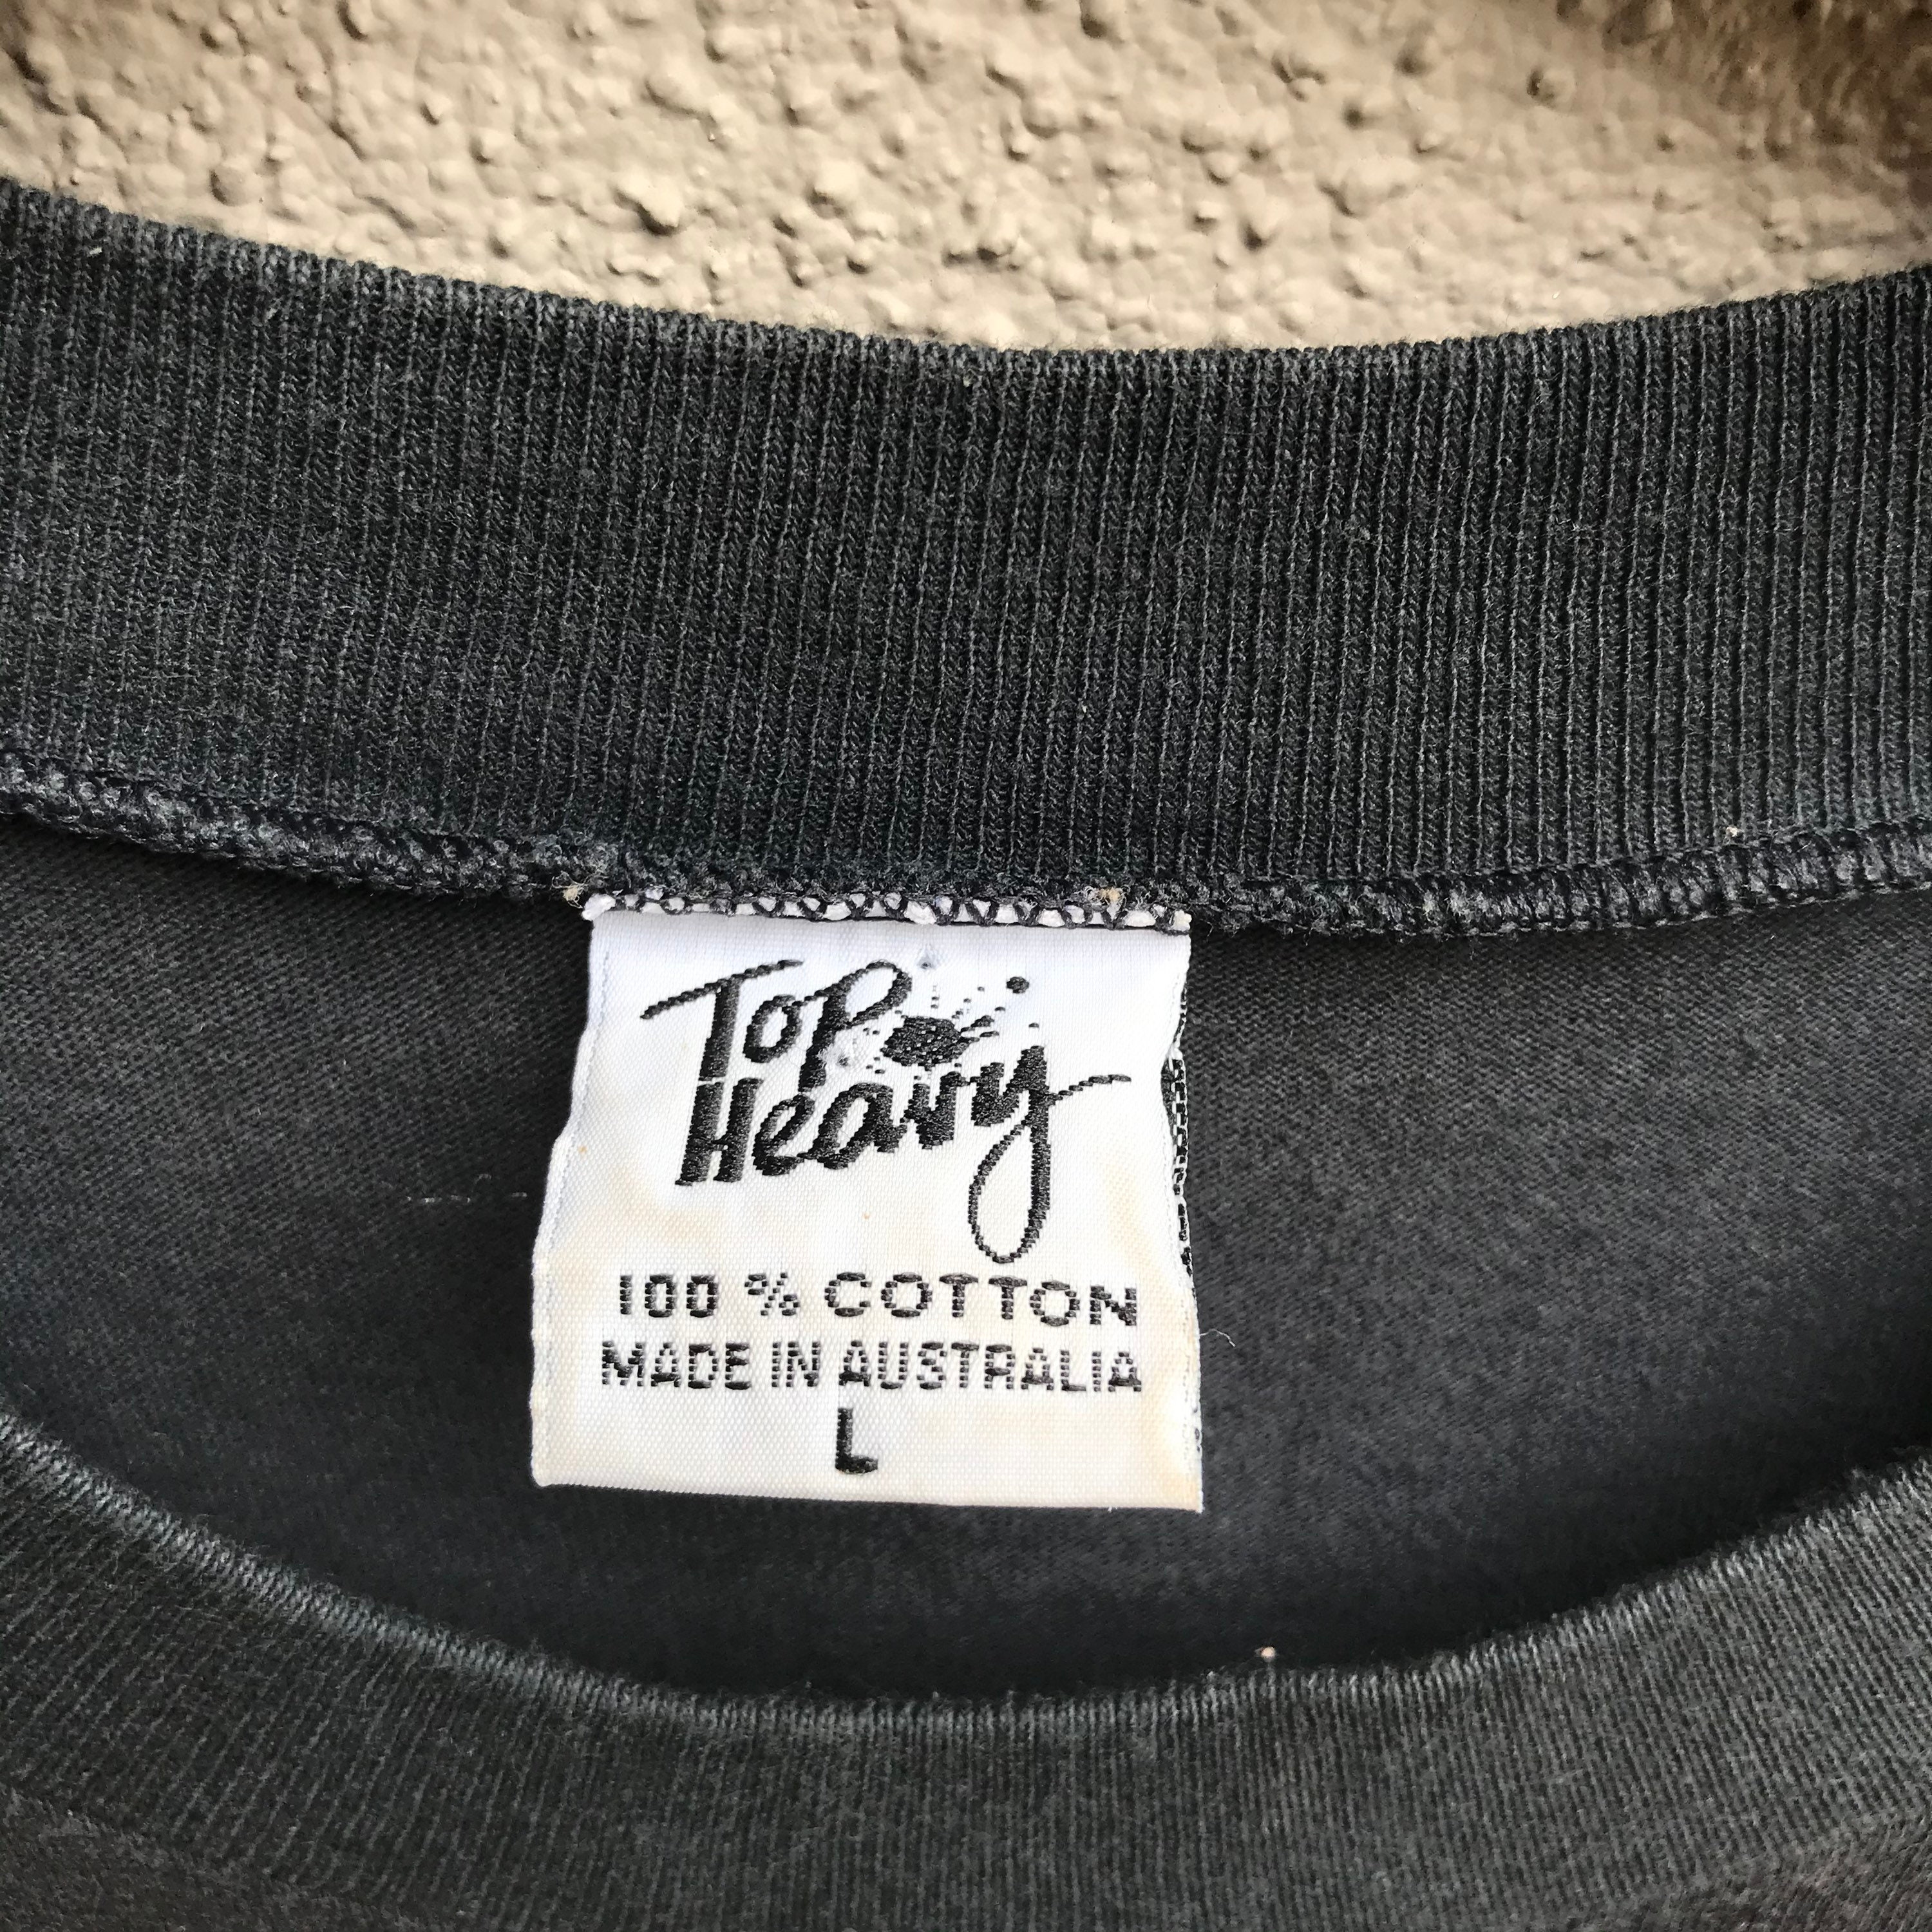 Top
Heavy
100 % COTTON
MADE IN AUSTRALIA
L